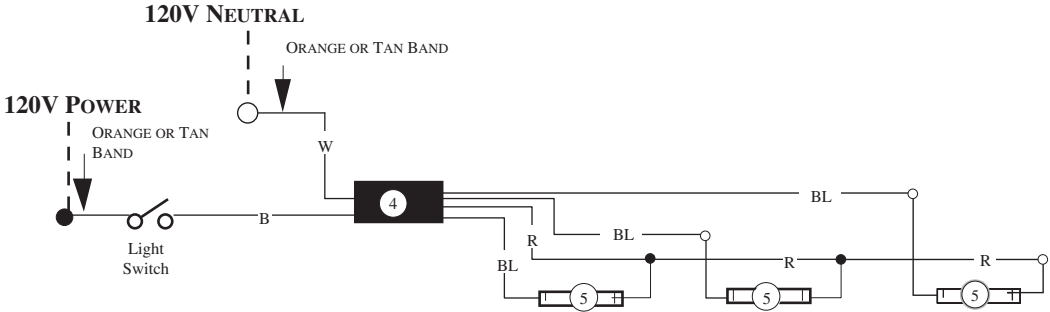 120V NEUTRAL
ORANGE OR TAN BAND
120V POWER
ORANGE OR TAN
BAND
W
4
BL
B
R
BL
BL
R
R
Light
Switch
5
5
5